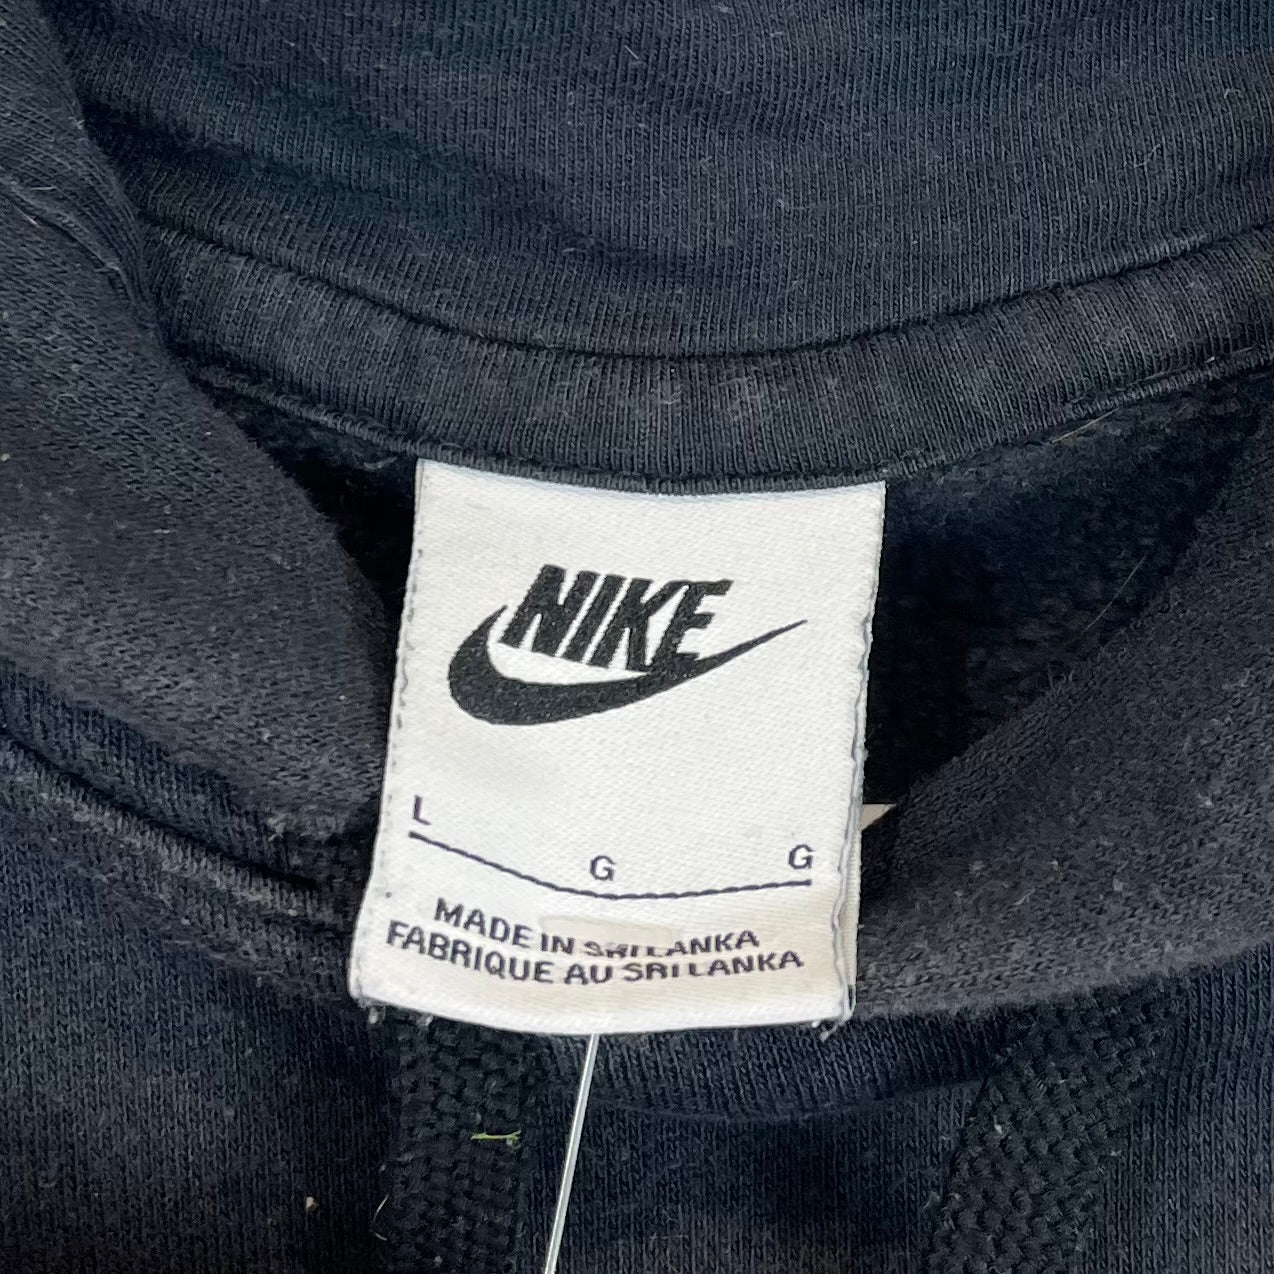 NIKE
L G G
MADE IN SRI LANKA
FABRIQUE AU SRI LANKA